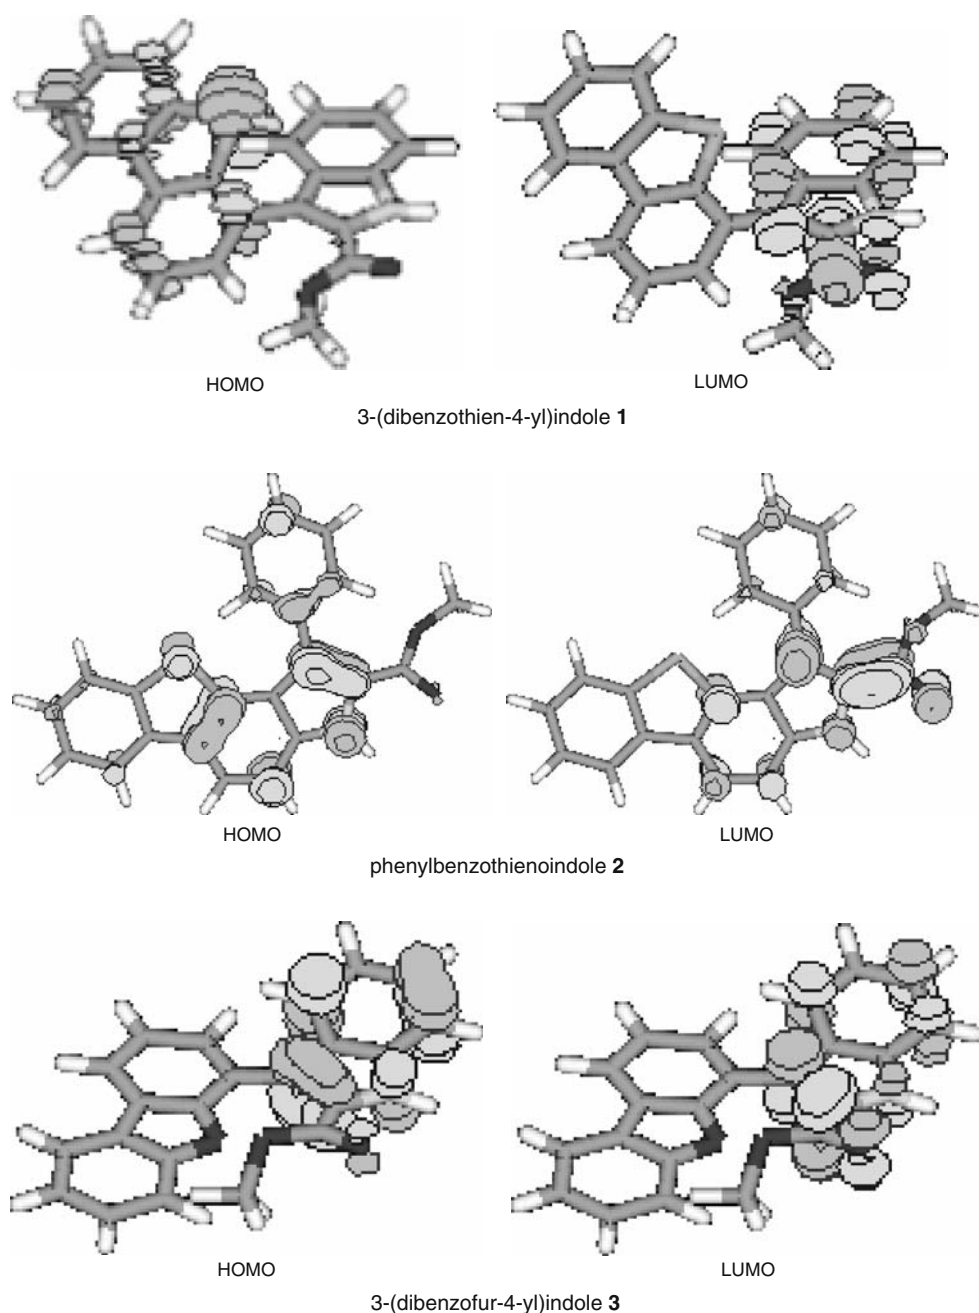 HOMO LUMO
3-(dibenzothien-4-yl)indole 1
HOMO LUMO
phenylbenzothienoindole 2
HOMO LUMO
3-(dibenzofur-4-yl)indole 3